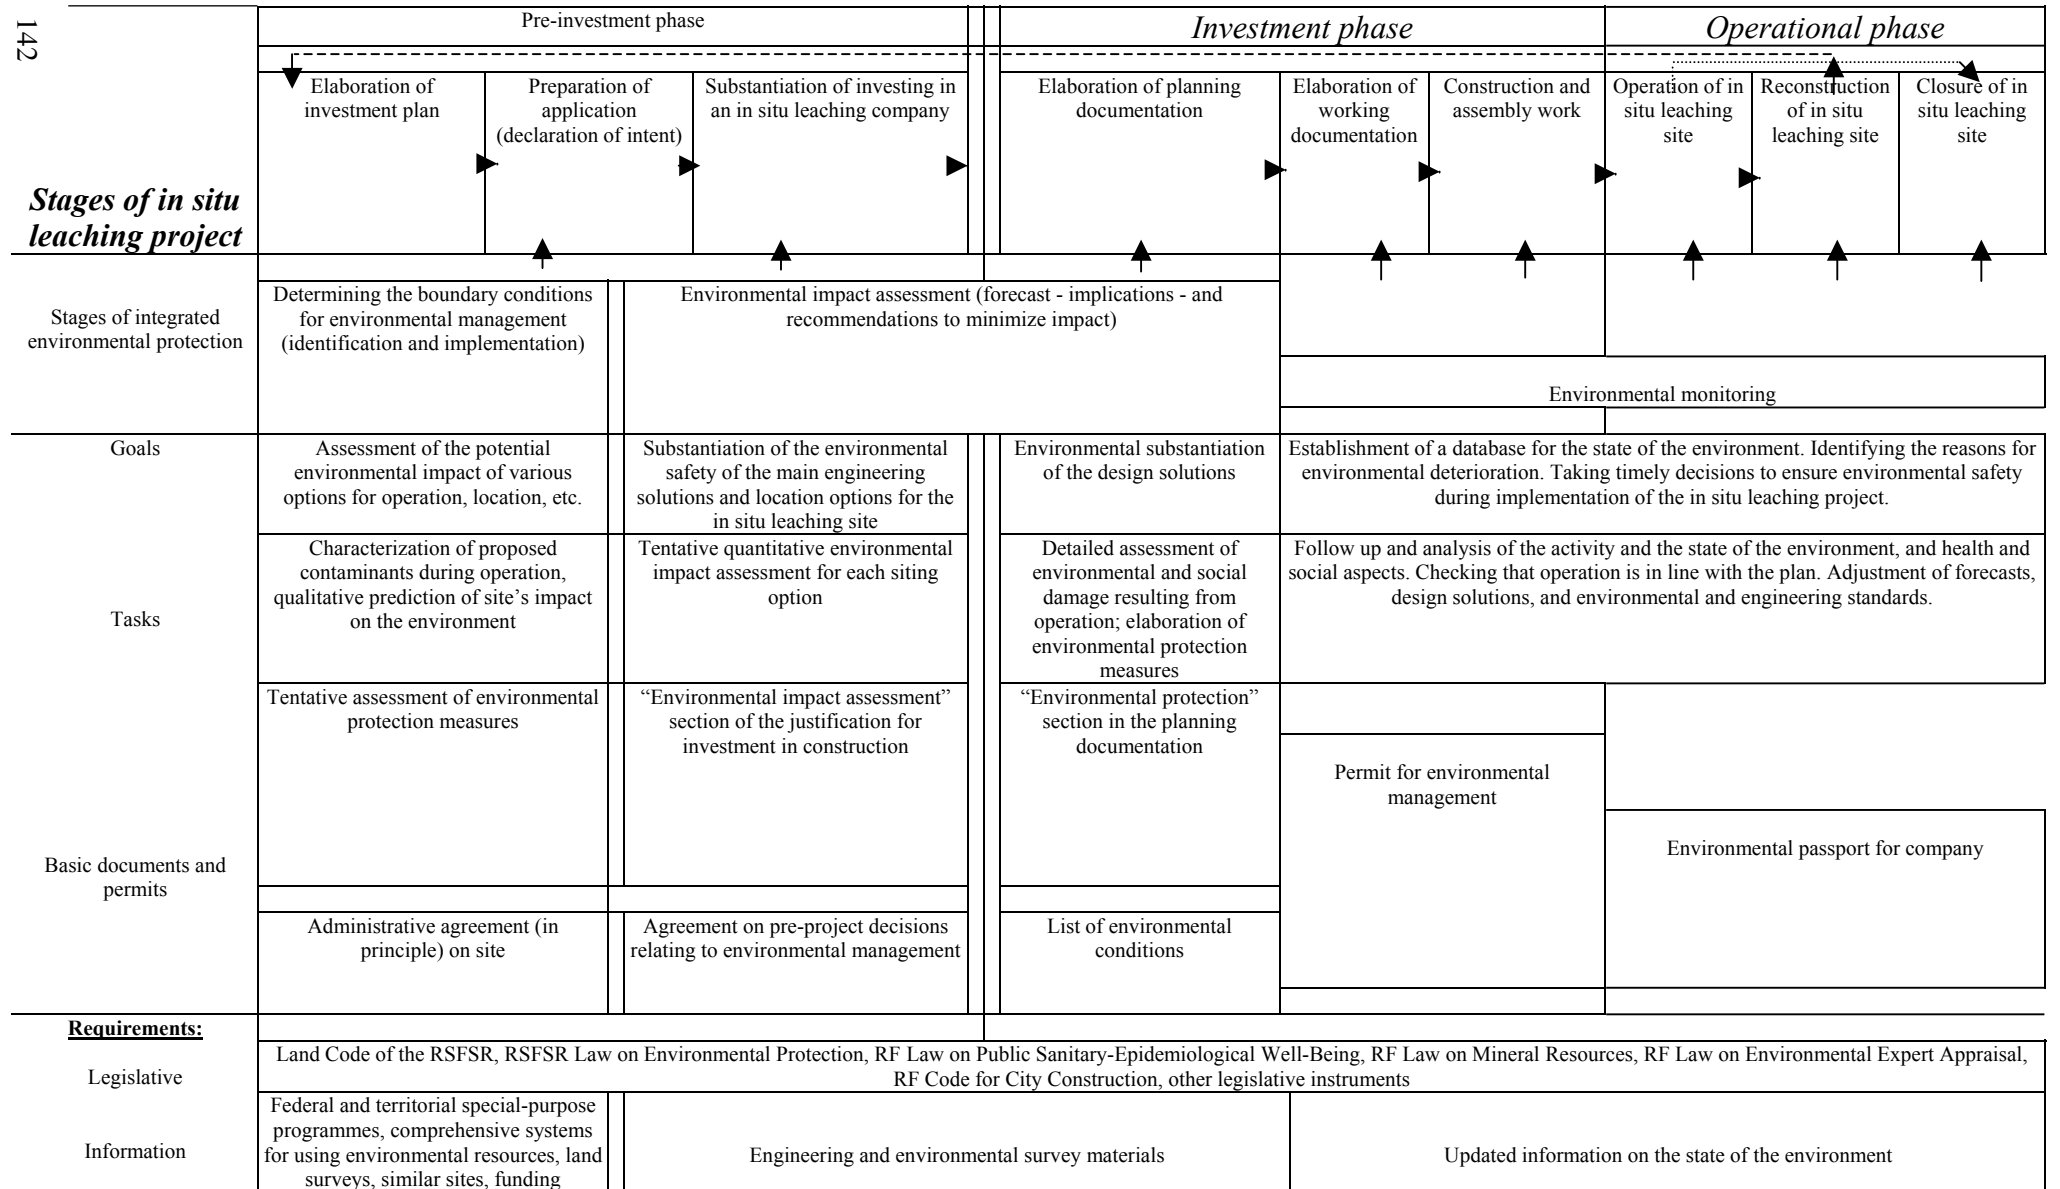 142
Pre-investment phase
Investment phase
Operational phase
Stages of in situ
leaching project
Elaboration of
investment plan
Preparation of
application
(declaration of intent)
Substantiation of investing in
an in situ leaching company
Elaboration of planning
documentation
Elaboration of
working
documentation
Construction and
assembly work
Operation of in
situ leaching
site
Reconstruction
of in situ
leaching site
Closure of in
situ leaching
site
Stages of integrated
environmental protection
Determining the boundary conditions
for environmental management
(identification and implementation)
Environmental impact assessment (forecast - implications - and
recommendations to minimize impact)
Environmental monitoring
Goals
Assessment of the potential
environmental impact of various
options for operation, location, etc.
Substantiation of the environmental
safety of the main engineering
solutions and location options for the
in situ leaching site
Environmental substantiation
of the design solutions
Establishment of a database for the state of the environment. Identifying the reasons for
environmental deterioration. Taking timely decisions to ensure environmental safety
during implementation of the in situ leaching project.
Tasks
Characterization of proposed
contaminants during operation,
qualitative prediction of site's impact
on the environment
Tentative quantitative environmental
impact assessment for each siting
option
Detailed assessment of
environmental and social
damage resulting from
operation; elaboration of
environmental protection
measures
Follow up and analysis of the activity and the state of the environment, and health and
social aspects. Checking that operation is in line with the plan. Adjustment of forecasts,
design solutions, and environmental and engineering standards.
Basic documents and
permits
Tentative assessment of environmental
protection measures
“Environmental impact assessment”
section of the justification for
investment in construction
“Environmental protection”
section in the planning
documentation
Permit for environmental
management
Environmental passport for company
Administrative agreement (in
principle) on site
Agreement on pre-project decisions
relating to environmental management
List of environmental
conditions
Requirements:
Legislative
Land Code of the RSFSR, RSFSR Law on Environmental Protection, RF Law on Public Sanitary-Epidemiological Well-Being, RF Law on Mineral Resources, RF Law on Environmental Expert Appraisal,
RF Code for City Construction, other legislative instruments
Information
Federal and territorial special-purpose
programmes, comprehensive systems
for using environmental resources, land
surveys, similar sites, funding
Engineering and environmental survey materials
Updated information on the state of the environment